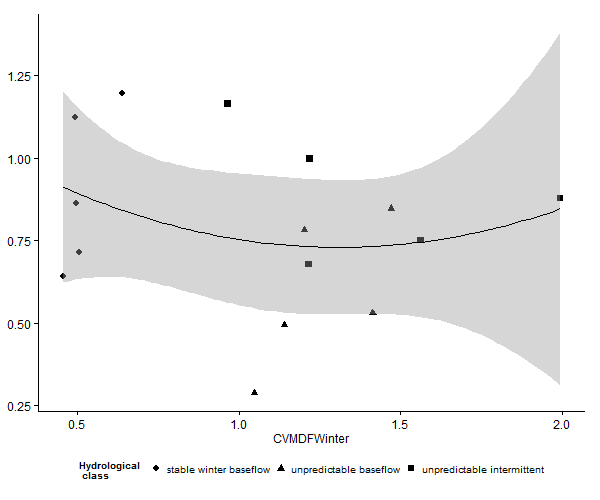 1.25
1.00
0.75
0.50
0.25
0.5 1.0 1.5 2.0
CVMDFWinter
Hydrological
class
stable winter baseflow unpredictable baseflow unpredictable intermittent